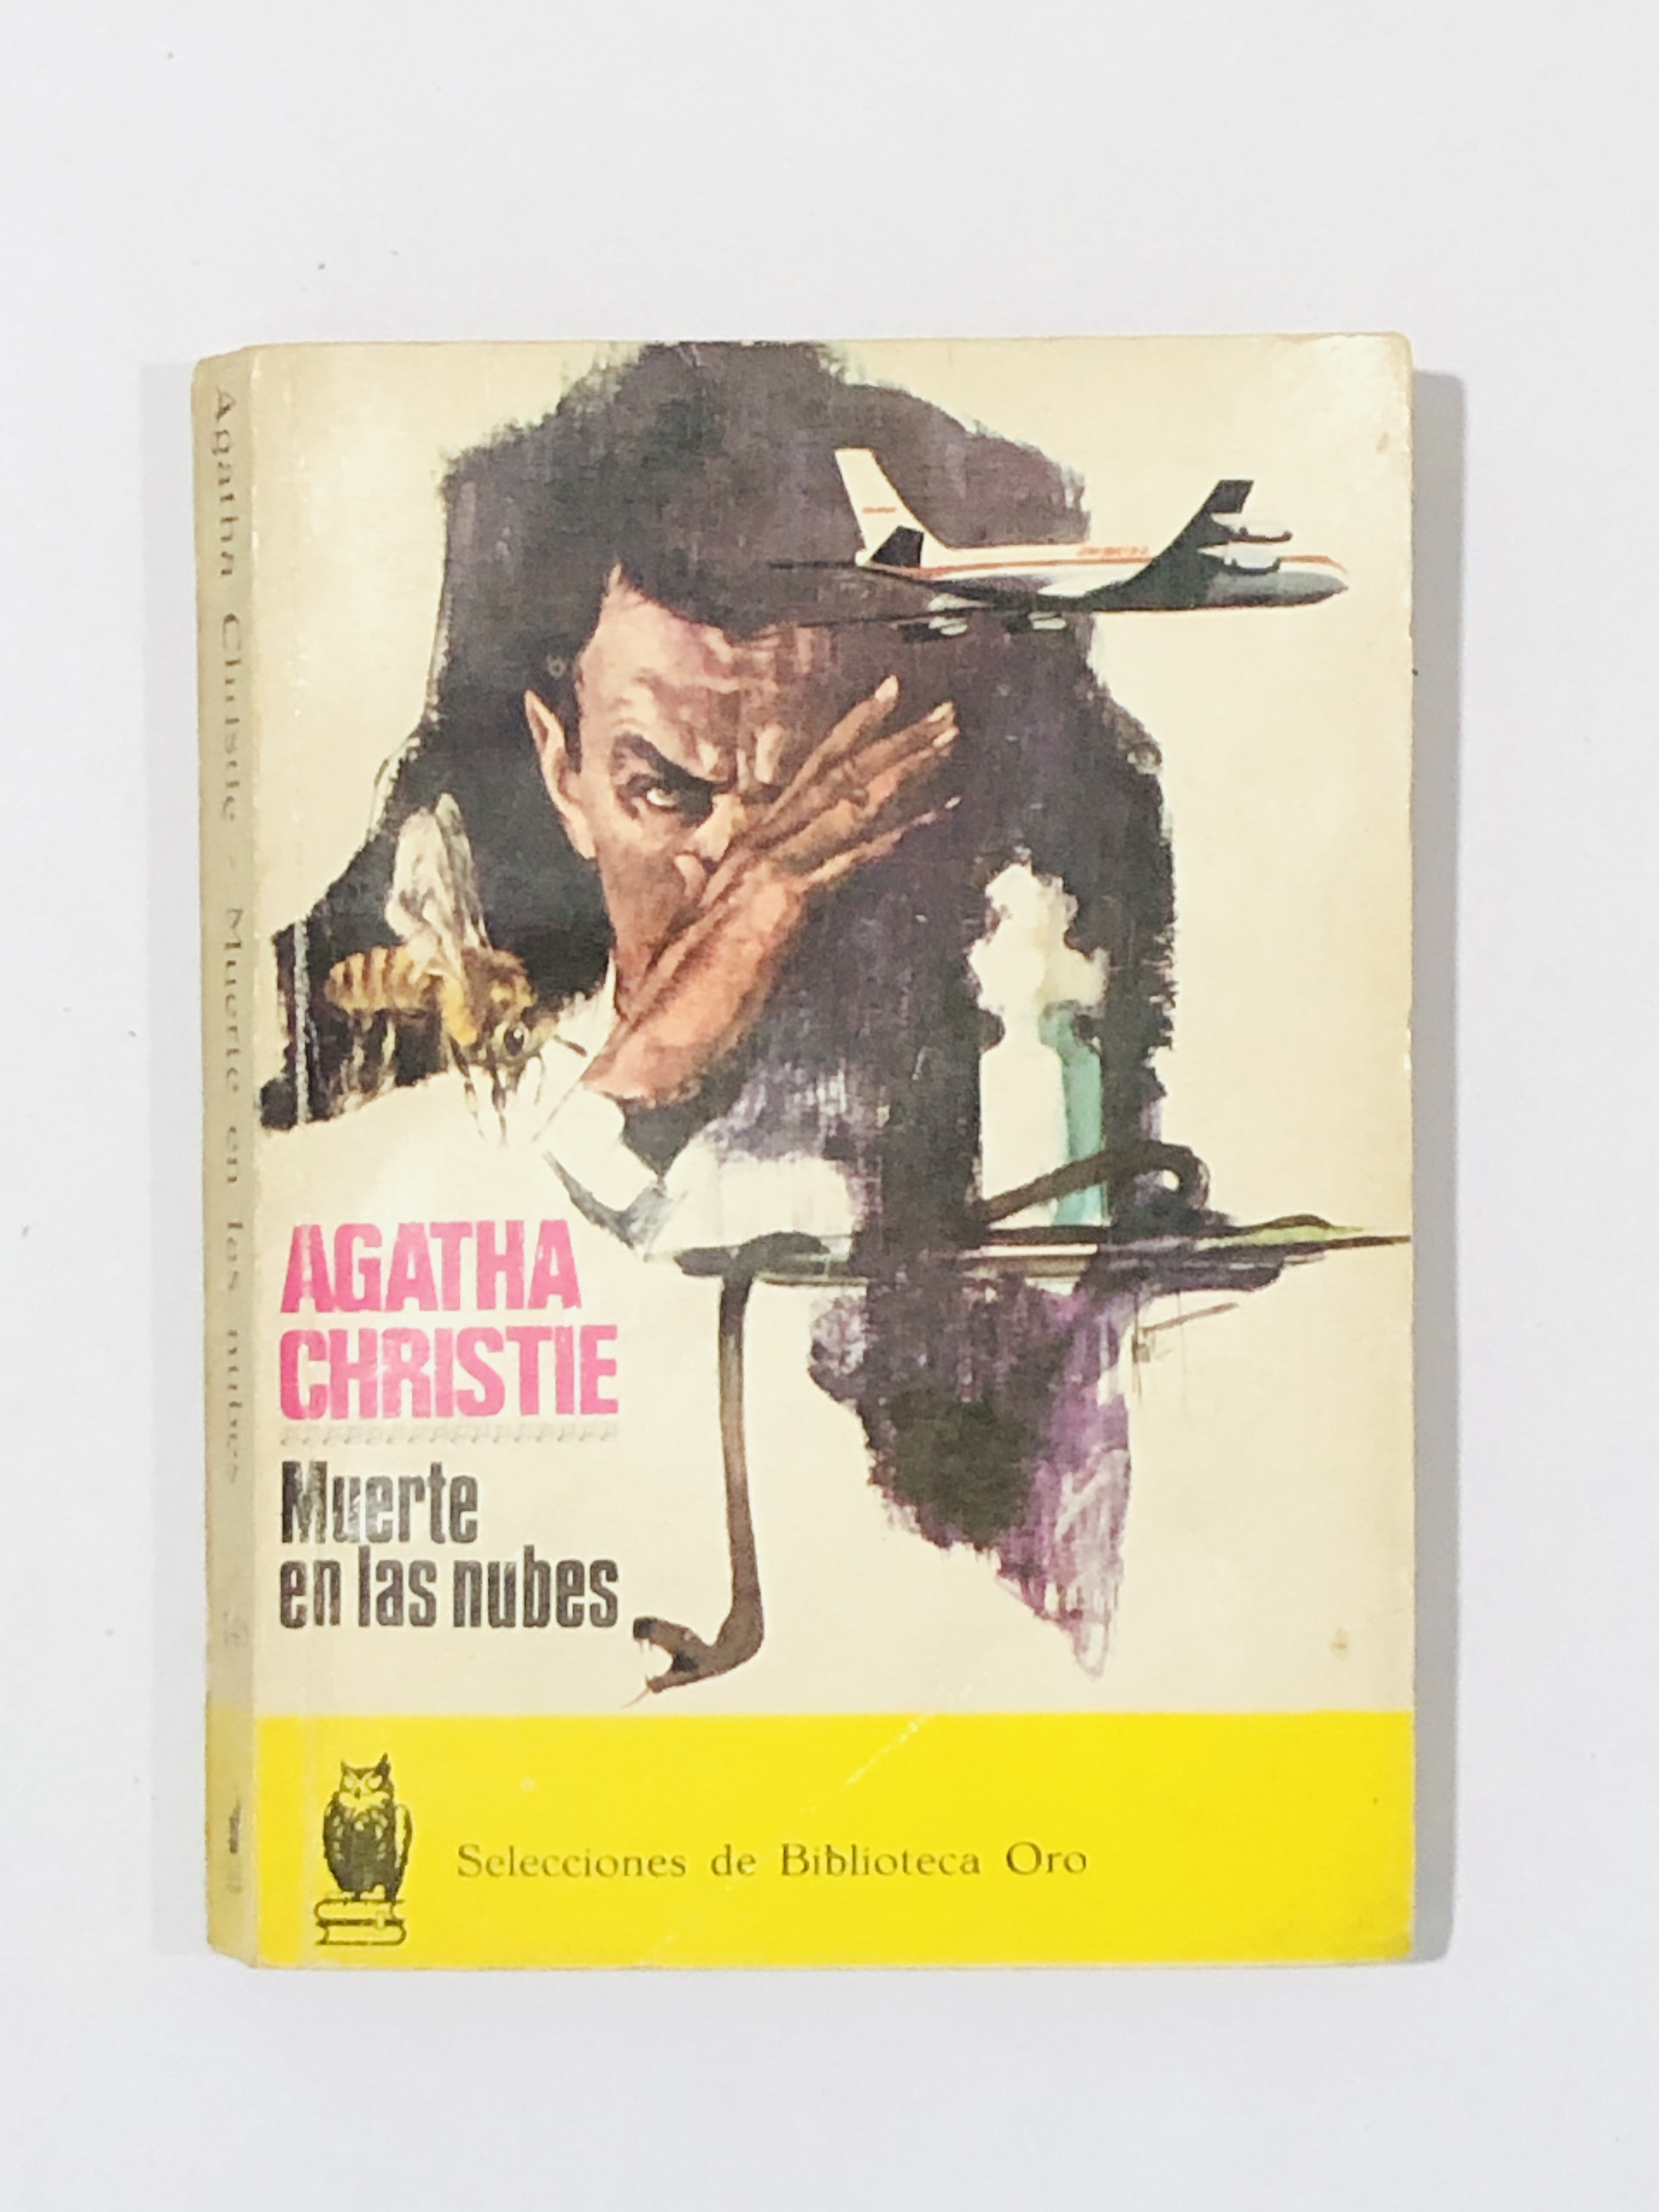 Agatha Christie - Muerte en las nubes
AGATHA
CHRISTIE
Muerte
en las nubes
Selecciones de Biblioteca Oro